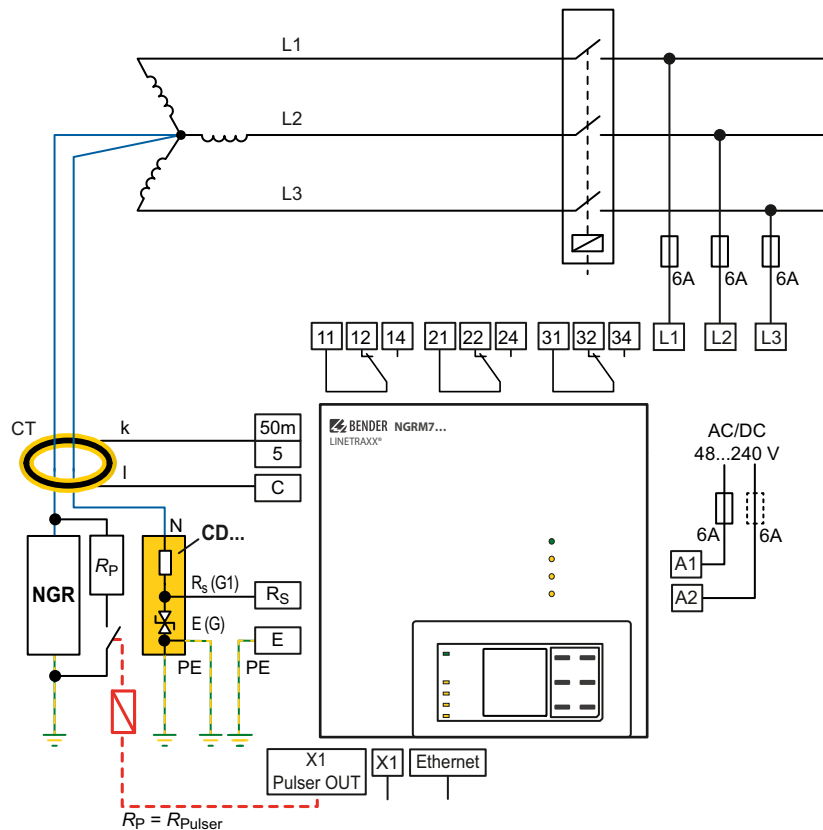 L1
L2
L3
6A 6A 6A
L1 L2 L3
11 12 14 21 22 24 31 32 34
CT
k
l
50m
5
C
BENDER NGRM7...
LINETRAXX®
AC/DC
48...240 V
6A 6A
A1
A2
N
CD...
NGR
RP
Rs (G1)
RS
E (G)
E
PE PE
X1
Pulser OUT
X1
Ethernet
RP = RPulser